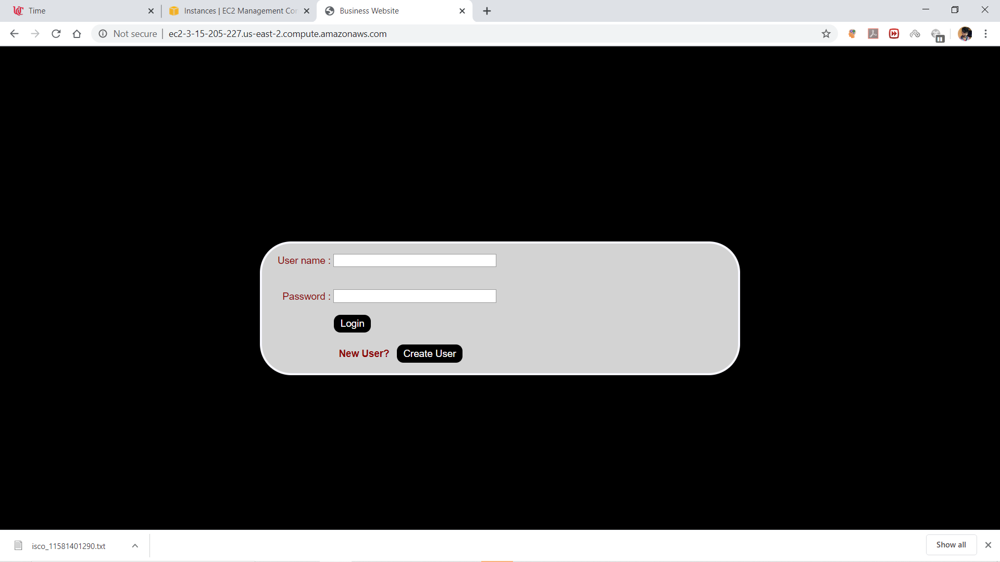 Time
Instances | EC2 Management Con
Business Website
Not secure | ec2-3-15-205-227.us-east-2.compute.amazonaws.com
User name :
Password :
Login
New User? Create User
isco_11581401290.txt
Show all